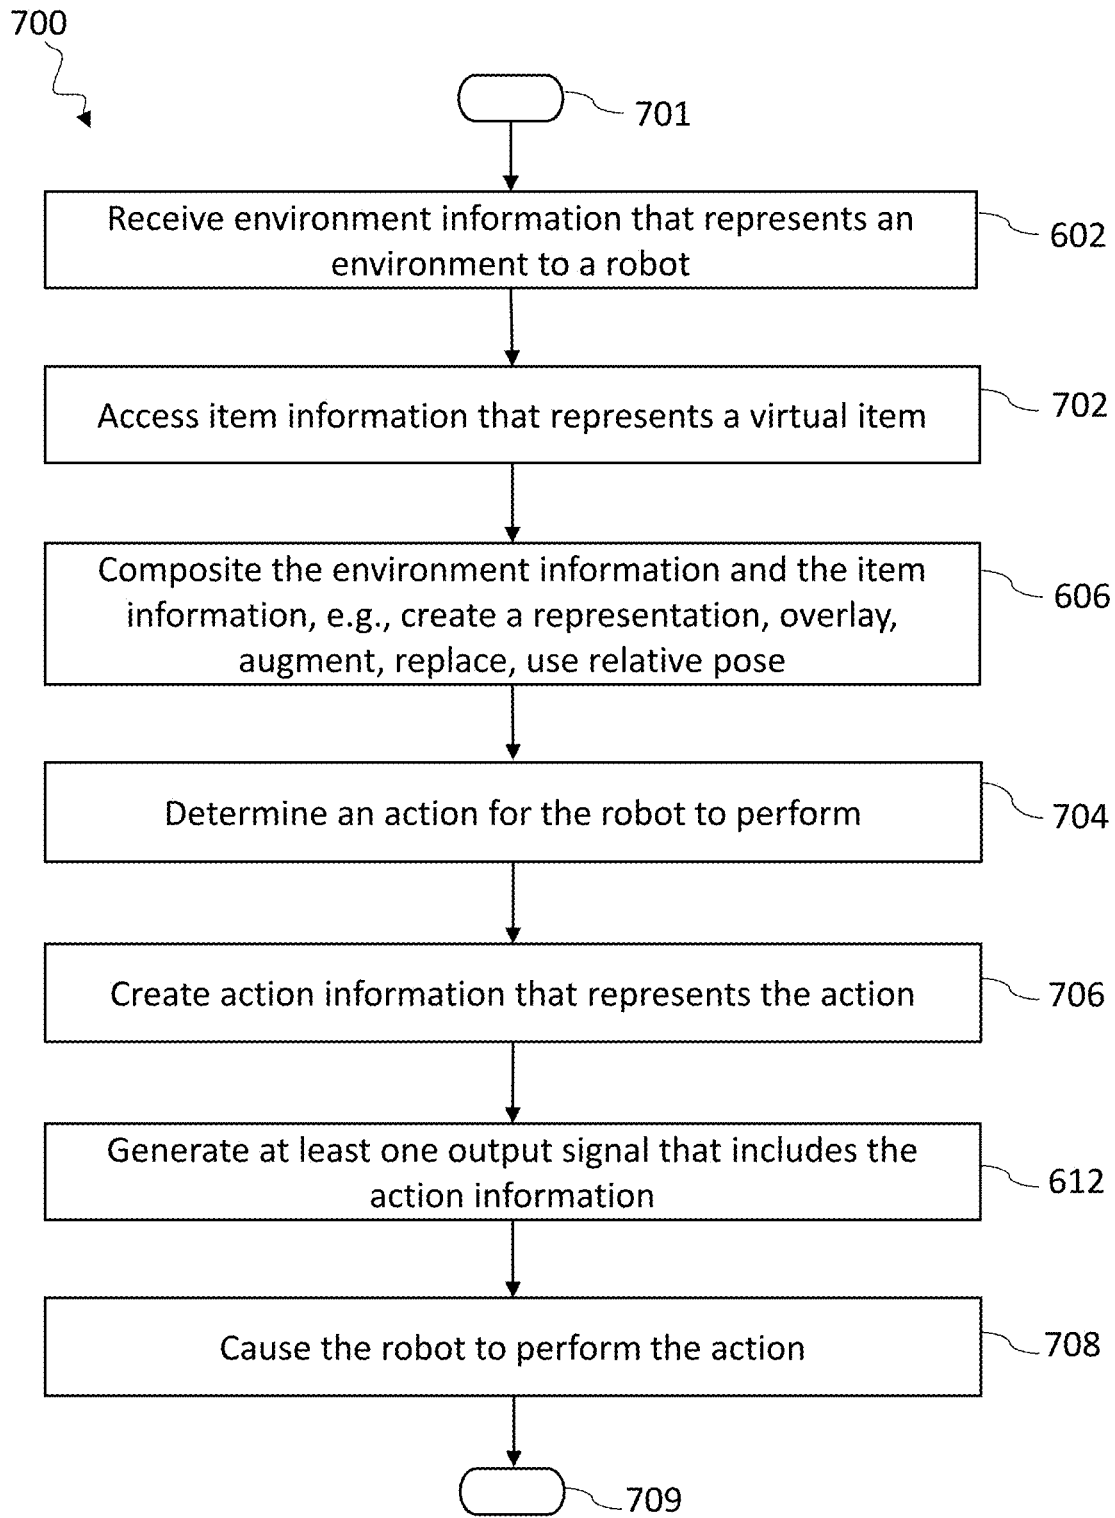 700
701
Receive environment information that represents an
environment to a robot
602
Access item information that represents a virtual item
702
Composite the environment information and the item
information, e.g., create a representation, overlay,
augment, replace, use relative pose
606
Determine an action for the robot to perform
704
Create action information that represents the action
706
Generate at least one output signal that includes the
action information
612
Cause the robot to perform the action
708
709